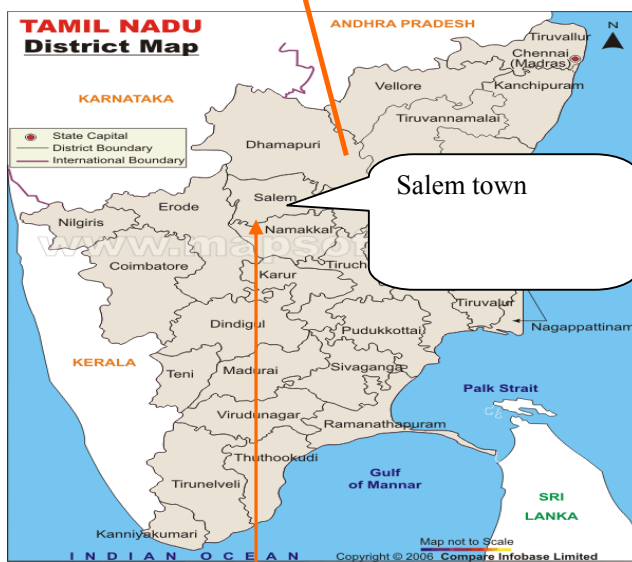 TAMIL NADU
District Map
ANDHRA PRADESH
N
Tiruvallur
Chennai
(Madras)
Kanchipuram
Vellore
KARNATAKA
Tiruvannamalai
State Capital
District Boundary
International Boundary
Dhamapuri
Salem town
Salem
Erode
Nilgiris
Namakkal
www.mapsof
Coimbatore
Karur
Tiruch
Tiruvalur
Nagappattinam
Dindigul
Pudukkottai
KERALA
Teni
Madurai
Sivaganga
Palk Strait
Virudunagar
Ramanathapuram
Thuthookudi
Tirunelveli
Gulf
of Mannar
SRI
LANKA
Kanniyakumari
Map not to Scale
INDIAN OCEAN
Copyright © 2006 Compare Infobase Limited